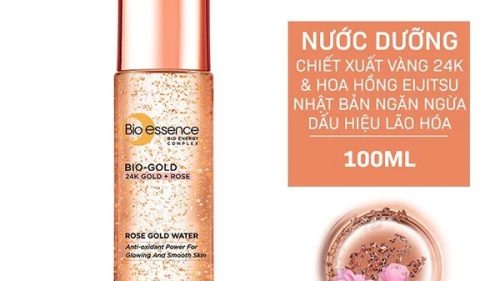 Bio essence
BIO ENERGY
COMPLEX
BIO-GOLD
24K GOLD + ROSE
ROSE GOLD WATER
Anti-oxidant Power For
Glowing And Smooth Skin
NƯỚC DƯỠNG
CHIẾT XUẤT VÀNG 24K
& HOA HỒNG EIJITSU
NHẬT BẢN NGĂN NGỪA
DẤU HIỆU LÃO HÓA
100ML